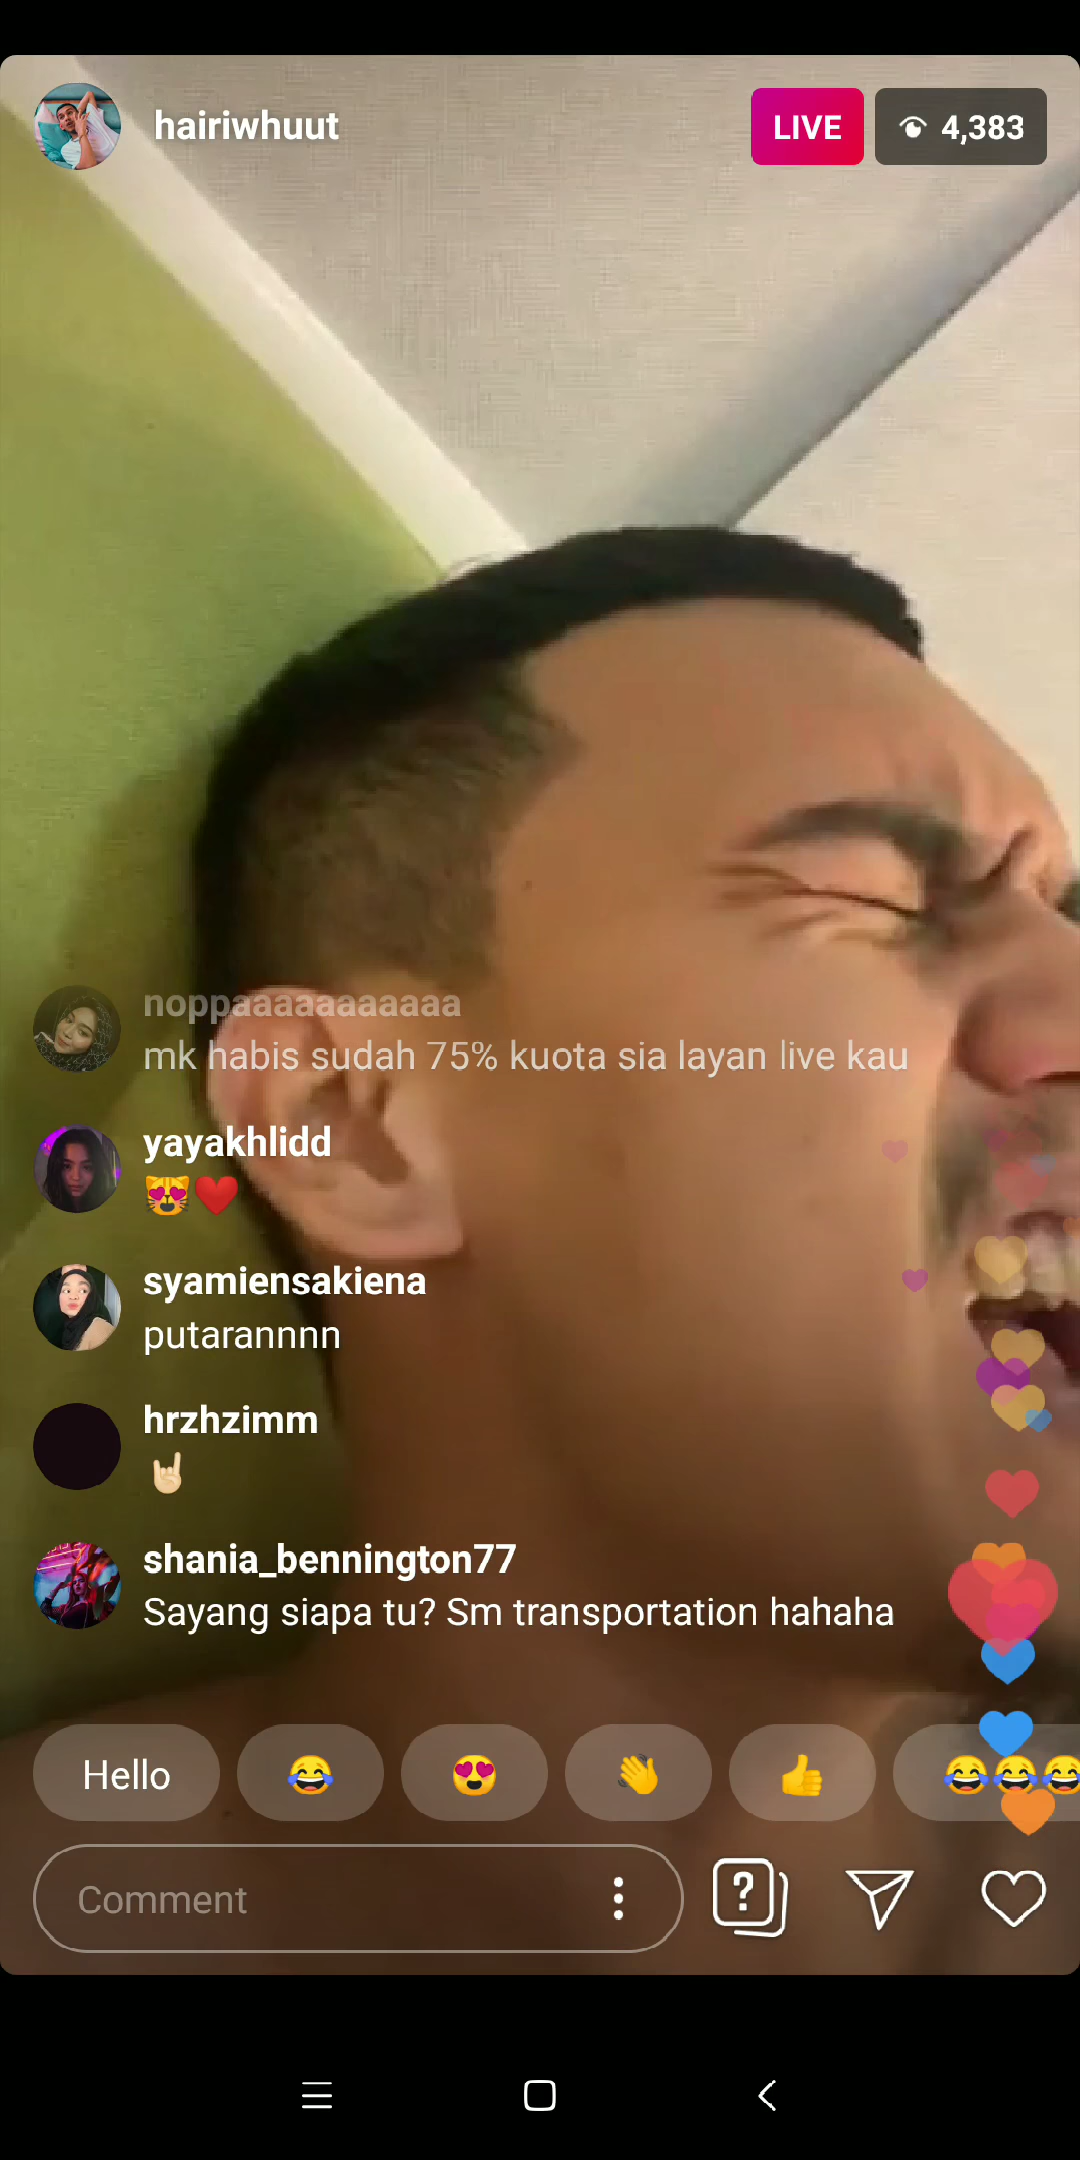 hairiwhuut
LIVE 4,383
noppaaaaaaaaaaa
mk habis sudah 75% kuota sia layan live kau
yayakhlidd
😻❤️
syamiensakiena
putarannnn
hrzhzimm
🤘🏻
shania_bennington77
Sayang siapa tu? Sm transportation hahaha
Hello 😂 😍 👋 👍 😂😂😂
Comment